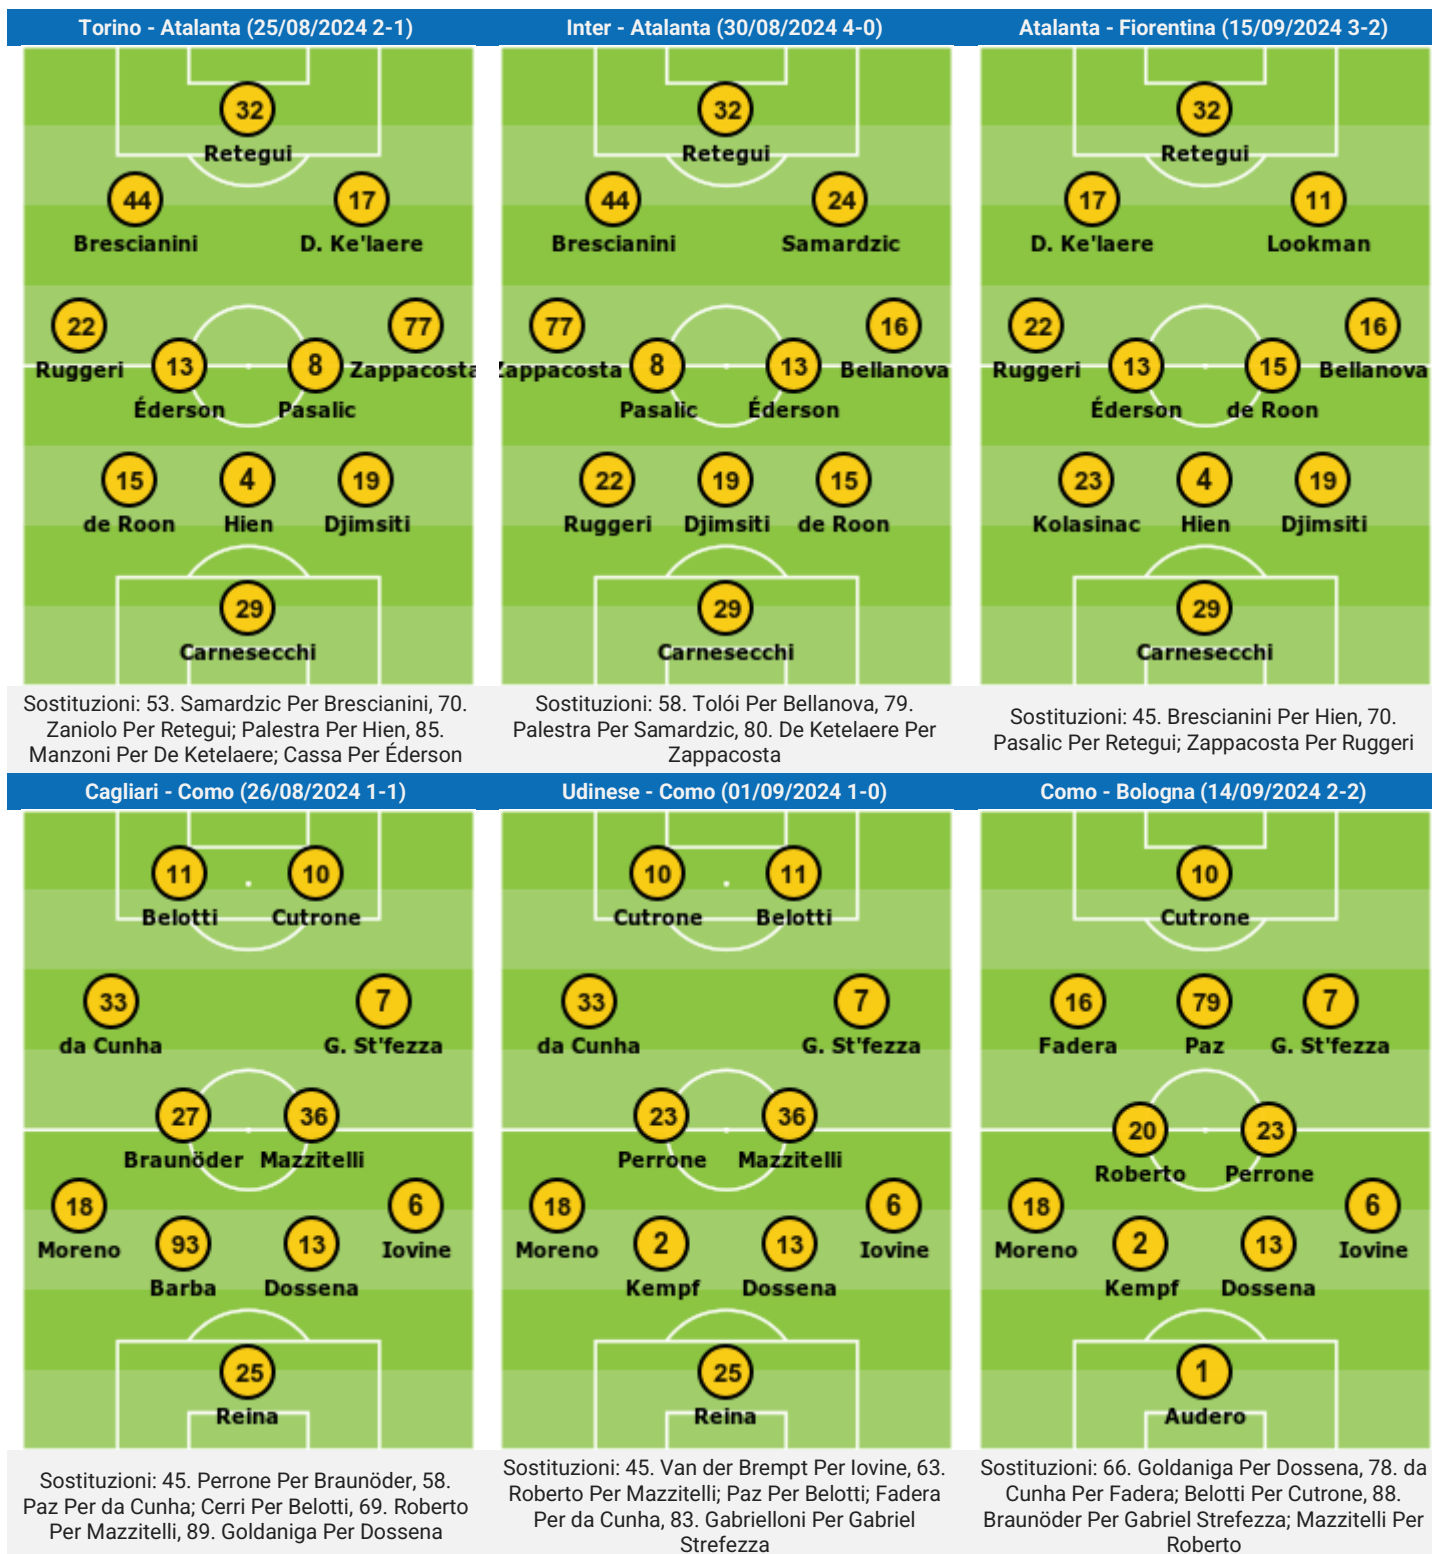 Torino - Atalanta (25/08/2024 2-1)
32
Retegui
44
17
Brescianini
D. Ke'laere
22
77
13
8
Ruggeri
Zappacosta
Éderson
Pasalic
15
4
19
de Roon
Hien
Djimsiti
29
Carnesecchi
Sostituzioni: 53. Samardzic Per Brescianini, 70.
Zaniolo Per Retegui; Palestra Per Hien, 85.
Manzoni Per De Ketelaere; Cassa Per Éderson
Inter - Atalanta (30/08/2024 4-0)
32
Retegui
44
24
Brescianini
Samardzic
77
16
8
13
Zappacosta
Bellanova
Pasalic
Éderson
22
19
15
Ruggeri
Djimsiti
de Roon
29
Carnesecchi
Sostituzioni: 58. Tolói Per Bellanova, 79.
Palestra Per Samardzic, 80. De Ketelaere Per
Zappacosta
Atalanta - Fiorentina (15/09/2024 3-2)
32
Retegui
17
11
D. Ke'laere
Lookman
22
16
13
15
Ruggeri
Bellanova
Éderson
de Roon
23
4
19
Kolasinac
Hien
Djimsiti
29
Carnesecchi
Sostituzioni: 45. Brescianini Per Hien, 70.
Pasalic Per Retegui; Zappacosta Per Ruggeri
Cagliari - Como (26/08/2024 1-1)
11
10
Belotti
Cutrone
33
7
da Cunha
G. St'fezza
27
36
Braunöder
Mazzitelli
18
6
93
13
Moreno
Iovine
Barba
Dossena
25
Reina
Sostituzioni: 45. Perrone Per Braunöder, 58.
Paz Per da Cunha; Cerri Per Belotti, 69. Roberto
Per Mazzitelli, 89. Goldaniga Per Dossena
Udinese - Como (01/09/2024 1-0)
10
11
Cutrone
Belotti
33
7
da Cunha
G. St'fezza
23
36
Perrone
Mazzitelli
18
6
2
13
Moreno
Iovine
Kempf
Dossena
25
Reina
Sostituzioni: 45. Van der Brempt Per Iovine, 63.
Roberto Per Mazzitelli; Paz Per Belotti; Fadera
Per da Cunha, 83. Gabrielloni Per Gabriel
Strefezza
Como - Bologna (14/09/2024 2-2)
10
Cutrone
16
79
7
Fadera
Paz
G. St'fezza
20
23
Roberto
Perrone
18
6
2
13
Moreno
Iovine
Kempf
Dossena
1
Audero
Sostituzioni: 66. Goldaniga Per Dossena, 78. da
Cunha Per Fadera; Belotti Per Cutrone, 88.
Braunöder Per Gabriel Strefezza; Mazzitelli Per
Roberto